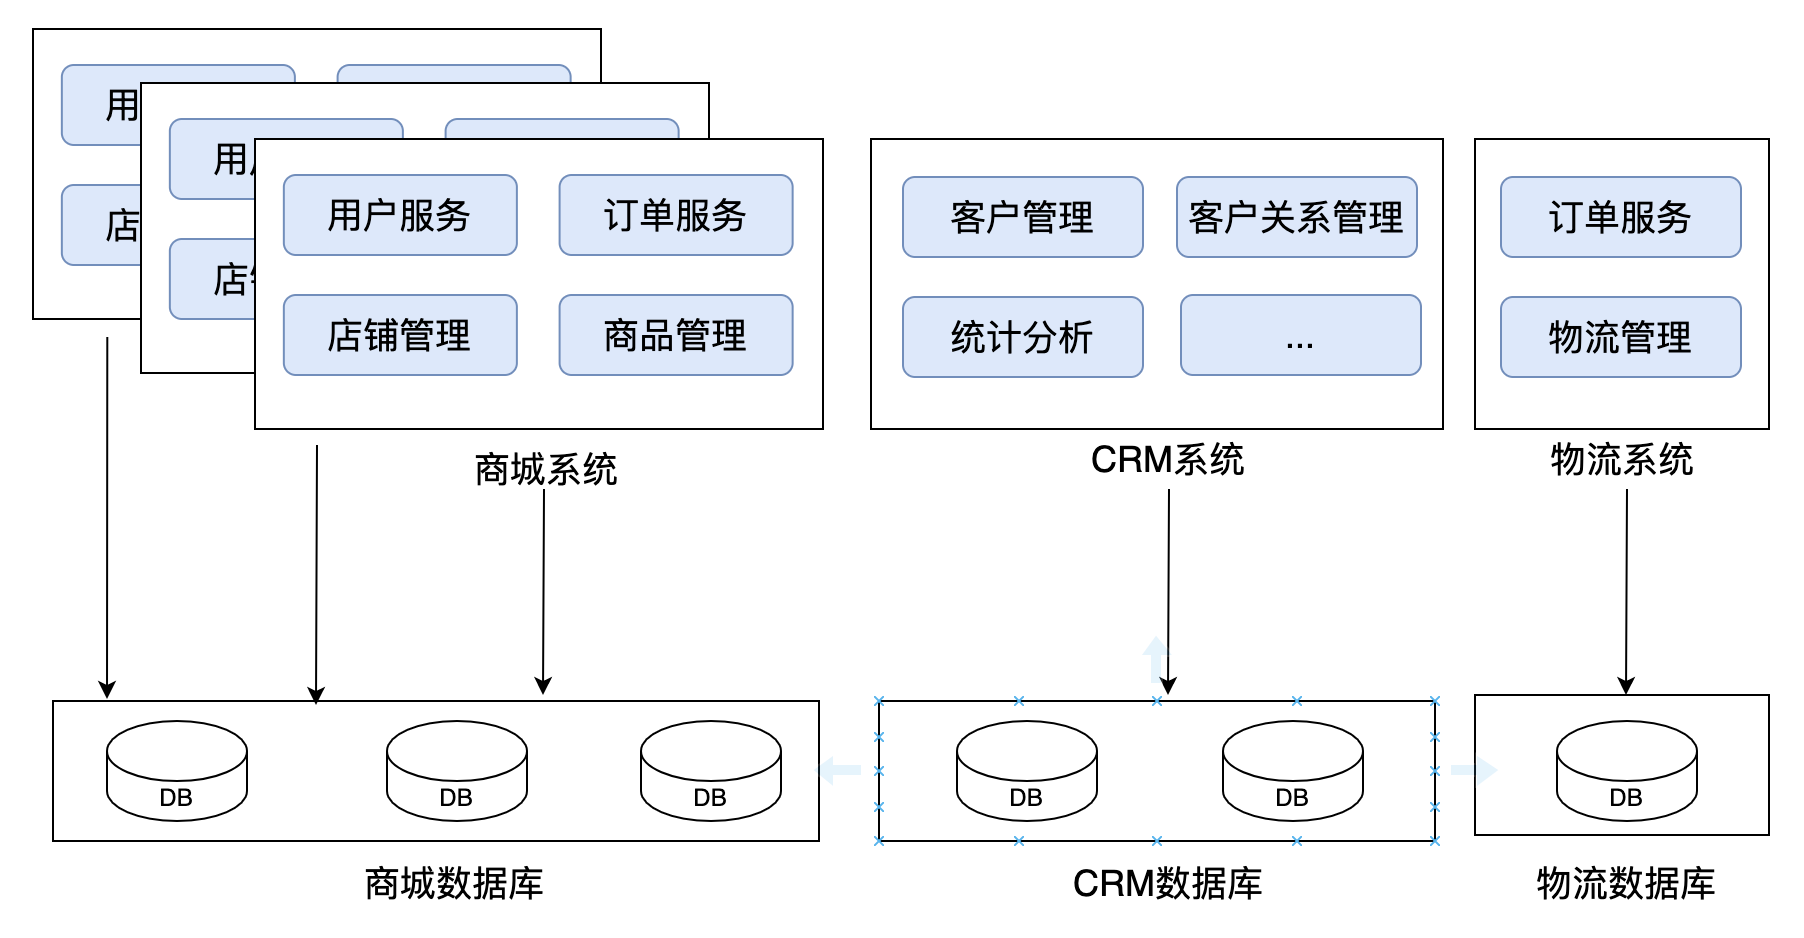 用
店
用户
店铺
用户服务
订单服务
店铺管理
商品管理
商城系统
客户管理
客户关系管理
统计分析
...
CRM系统
订单服务
物流管理
物流系统
DB
DB
DB
商城数据库
DB
DB
CRM数据库
DB
物流数据库